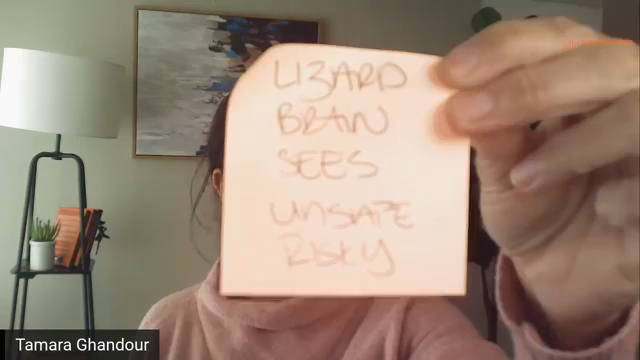 LIZARD
BRAIN
SEES
UNSAFE
RISKY
Tamara Ghandour